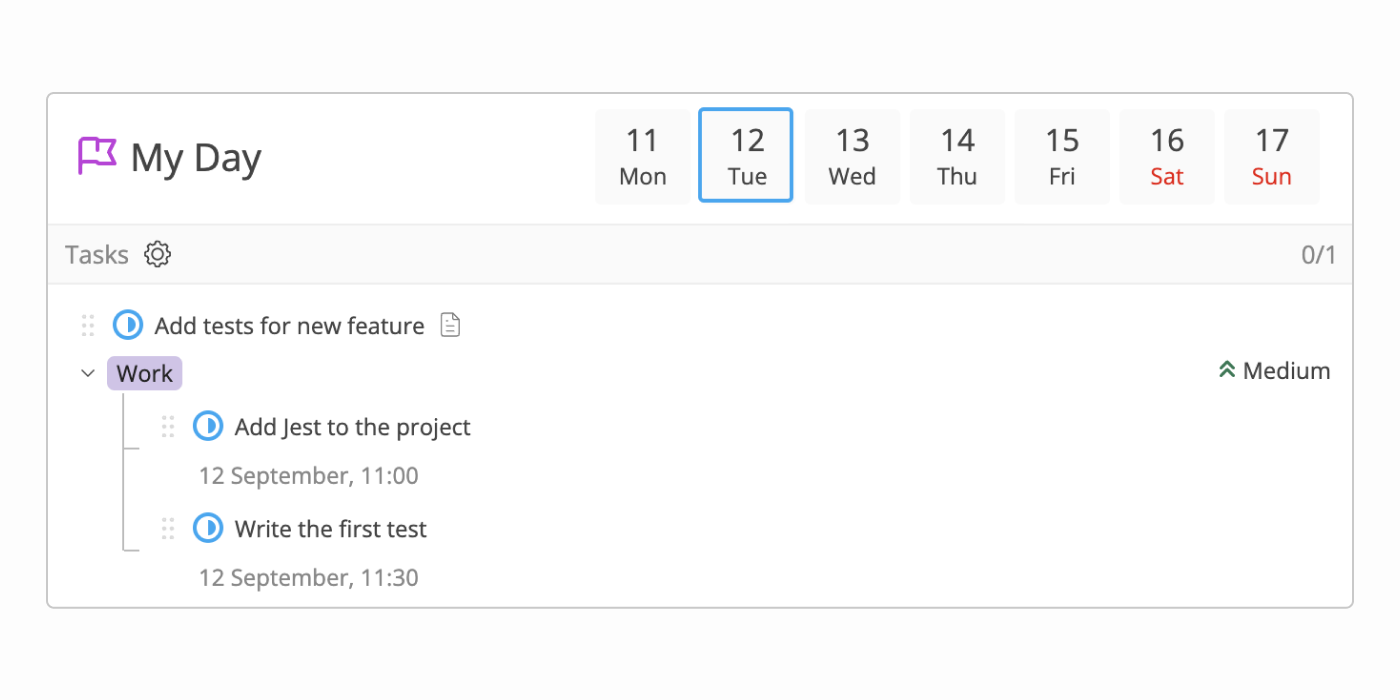 My Day
11 12 13 14 15 16 17
Mon Tue Wed Thu Fri Sat Sun
Tasks 0/1
Add tests for new feature
Work Medium
Add Jest to the project
12 September, 11:00
Write the first test
12 September, 11:30